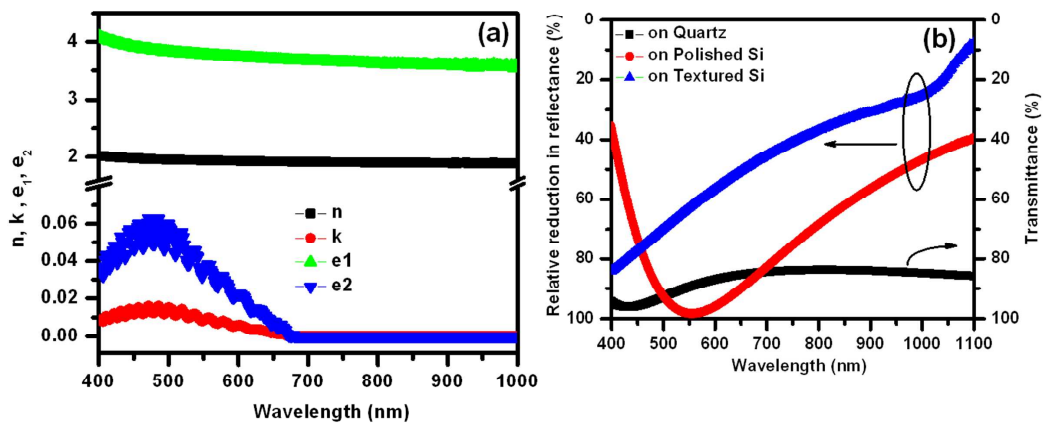 (a)
n, k , e1, e2
4
3
2
0.06
0.04
0.02
0.00
n
k
e1
e2
400 500 600 700 800 900 1000
Wavelength (nm)
(b)
Relative reduction in reflectance (%)
0
20
40
60
80
100
on Quartz
on Polished Si
on Textured Si
400 500 600 700 800 900 1000 1100
Wavelength (nm)
0
20
40
60
80
100
Transmittance (%)